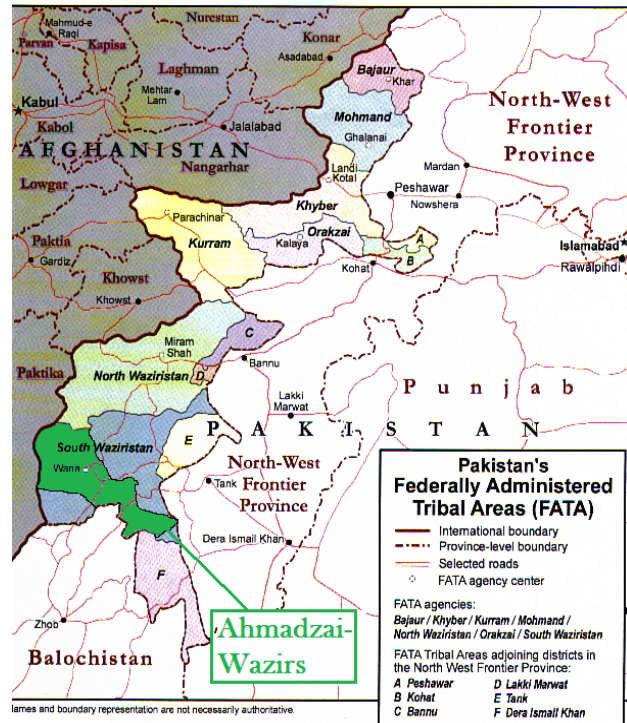 Nurestan
Mahmud-e
Raqi
Parvan
Kapisa
Konar
Asadabad
Bajaur
Khar
Laghman
Mehtar
Lam
Mohmand
Kabul
North-West
Frontier
Province
Ghalanai
Kabol
Jalalabad
AFGHANISTAN
Nangarhar
Landi
Kotal
Mardan
Peshawar
Nowshera
Lowgar
Khyber
Parachinar
Orakzai
Kalaya
A
Islamabad
Kurram
B
Rawalpindi
Paktia
Gardiz
Kohat
Khowst
Khowst
Miram
Shah
C
Bannu
Paktika
North Waziristan
D
Punjab
Lakki
Marwat
South Waziristan
E
PAKISTAN
Wana
North-West
Frontier
Province
Tank
Dera Ismail Khan
F
Zhob
Ahmadzai-
Wazirs
Balochistan
Pakistan's
Federally Administered
Tribal Areas (FATA)
International boundary
Province-level boundary
Selected roads
FATA agency center
FATA agencies:
Bajaur / Khyber / Kurram / Mohmand /
North Waziristan / Orakzai / South Waziristan
FATA Tribal Areas adjoining districts in
the North West Frontier Province:
A Peshawar D Lakki Marwat
B Kohat E Tank
C Bannu F Dera Ismail Khan
lames and boundary representation are not necessarily authoritative.